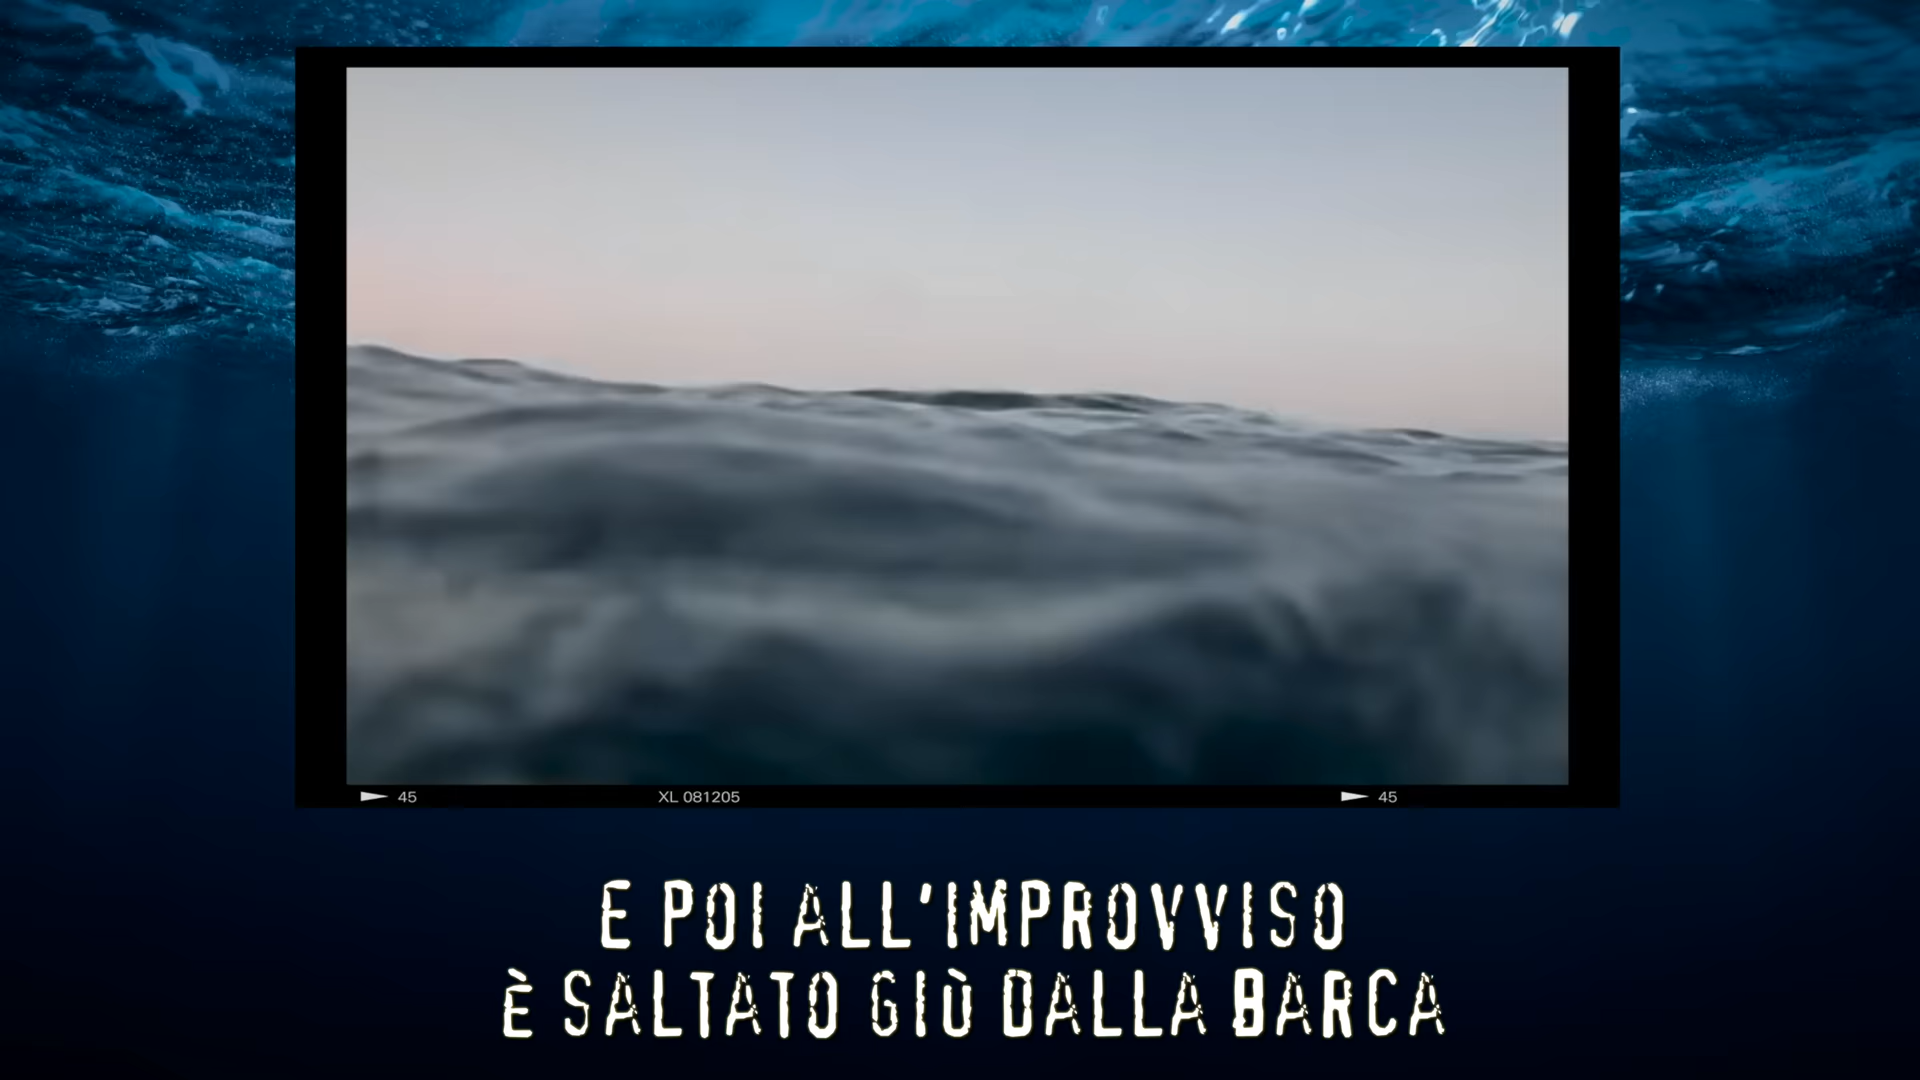 45 XL 081205 45
E POI ALL'IMPROVVISO
È SALTATO GIÙ DALLA BARCA